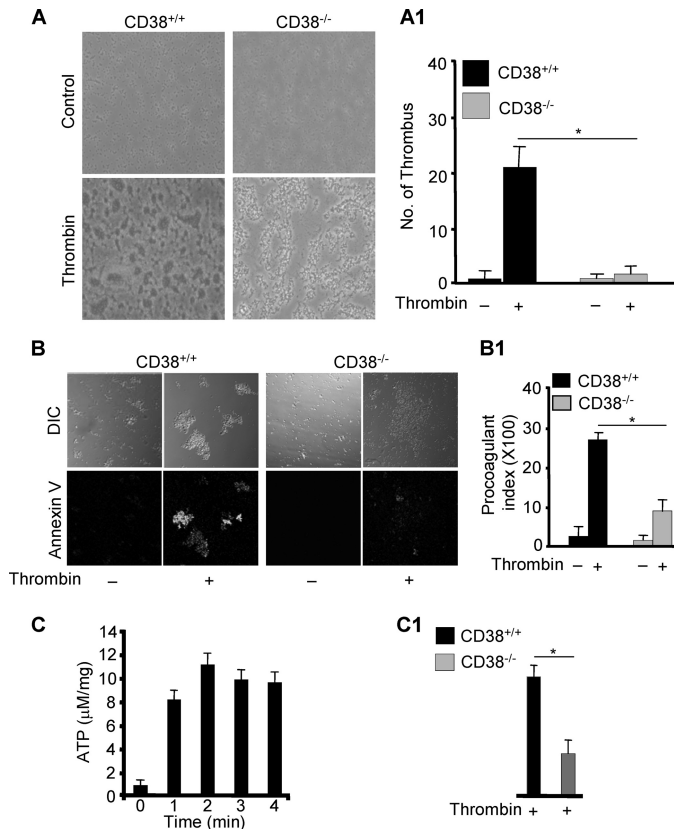 A
CD38+/+
CD38-/-
Control
Thrombin
A1
CD38+/+
CD38-/-
No. of Thrombus
40
30
20
10
0
Thrombin – + – +
B
CD38+/+
CD38-/-
DIC
Annexin V
Thrombin – + – +
B1
CD38+/+
CD38-/-
Procoagulant
index (X100)
40
30
20
10
0
*
Thrombin – + – +
C
ATP (μM/mg)
14
12
10
8
6
4
2
0
0 1 2 3 4
Time (min)
C1
CD38+/+
CD38-/-
*
Thrombin + +